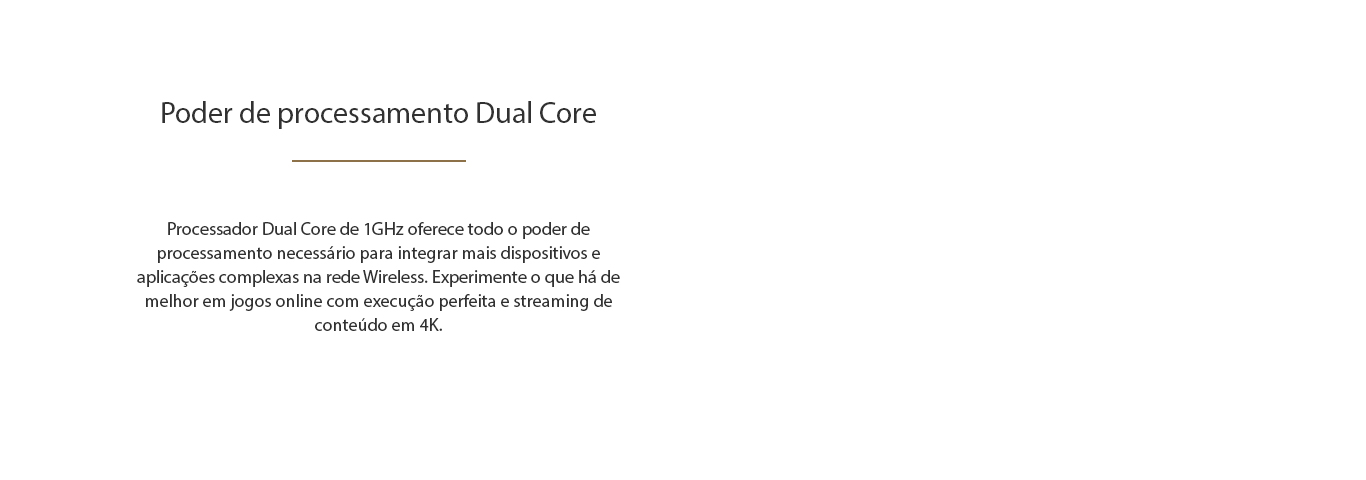 Poder de processamento Dual Core
Processador Dual Core de 1GHz oferece todo o poder de
processamento necessário para integrar mais dispositivos e
aplicações complexas na rede Wireless. Experimente o que há de
melhor em jogos online com execução perfeita e streaming de
conteúdo em 4K.